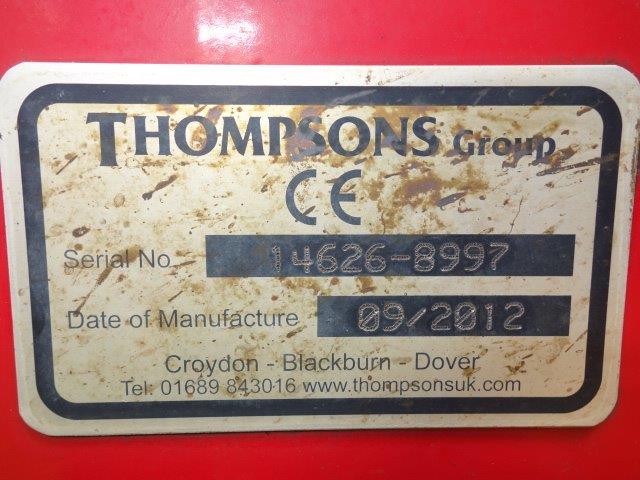 THOMPSONS Group
CE
Serial No. 14626-8997
Date of Manufacture 09/2012
Croydon - Blackburn - Dover
Tel: 01689 843016 www.thompsonsuk.com